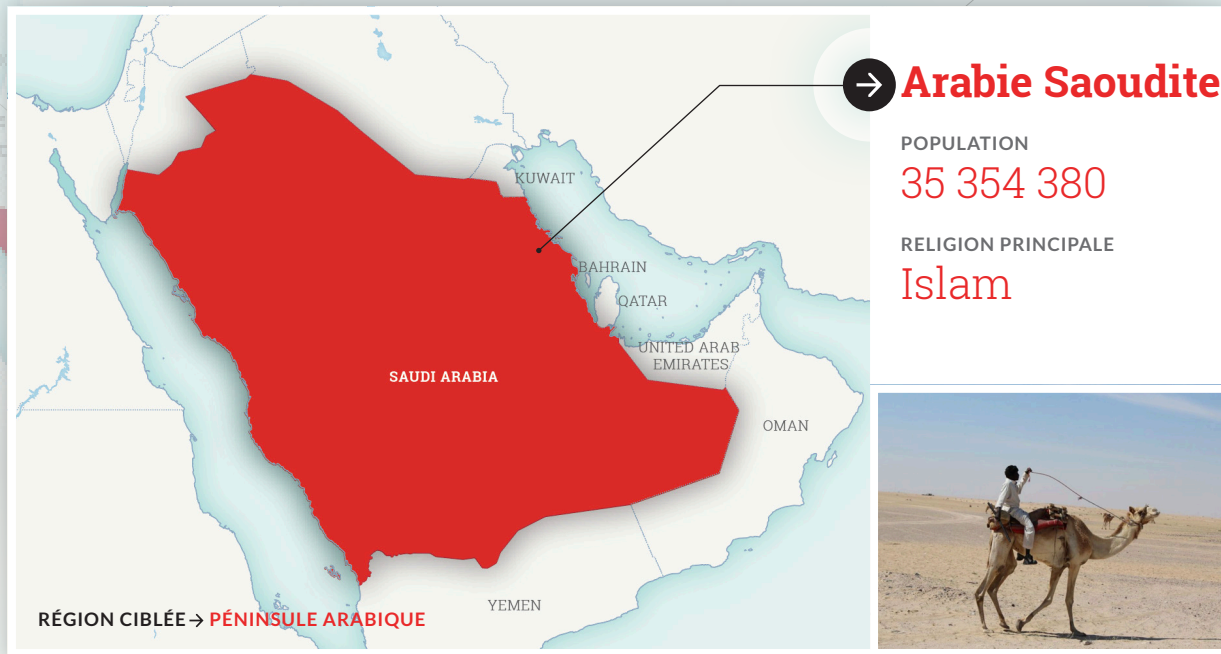 Arabie Saoudite
POPULATION
35 354 380
RELIGION PRINCIPALE
Islam
KUWAIT
BAHRAIN
QATAR
UNITED ARAB
EMIRATES
SAUDI ARABIA
OMAN
YEMEN
RÉGION CIBLÉE → PÉNINSULE ARABIQUE